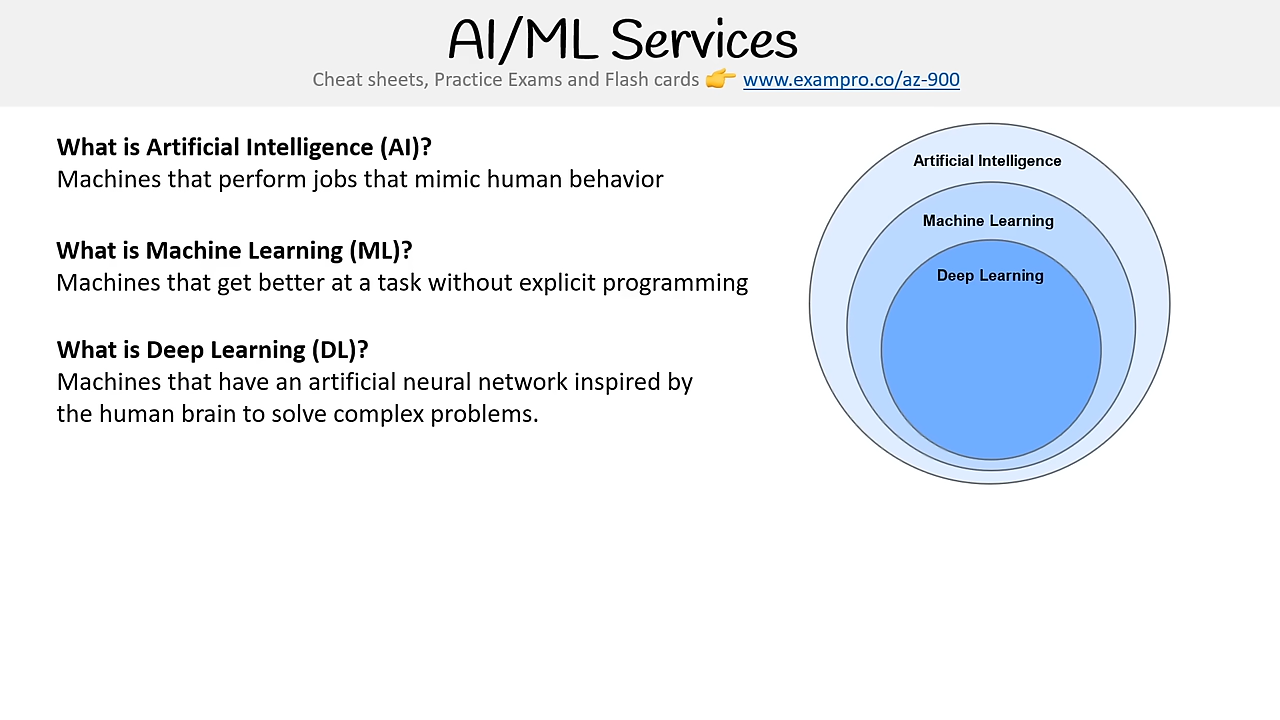 AI/ML Services
Cheat sheets, Practice Exams and Flash cards 👉 www.exampro.co/az-900
What is Artificial Intelligence (AI)?
Machines that perform jobs that mimic human behavior
What is Machine Learning (ML)?
Machines that get better at a task without explicit programming
What is Deep Learning (DL)?
Machines that have an artificial neural network inspired by
the human brain to solve complex problems.
Artificial Intelligence
Machine Learning
Deep Learning